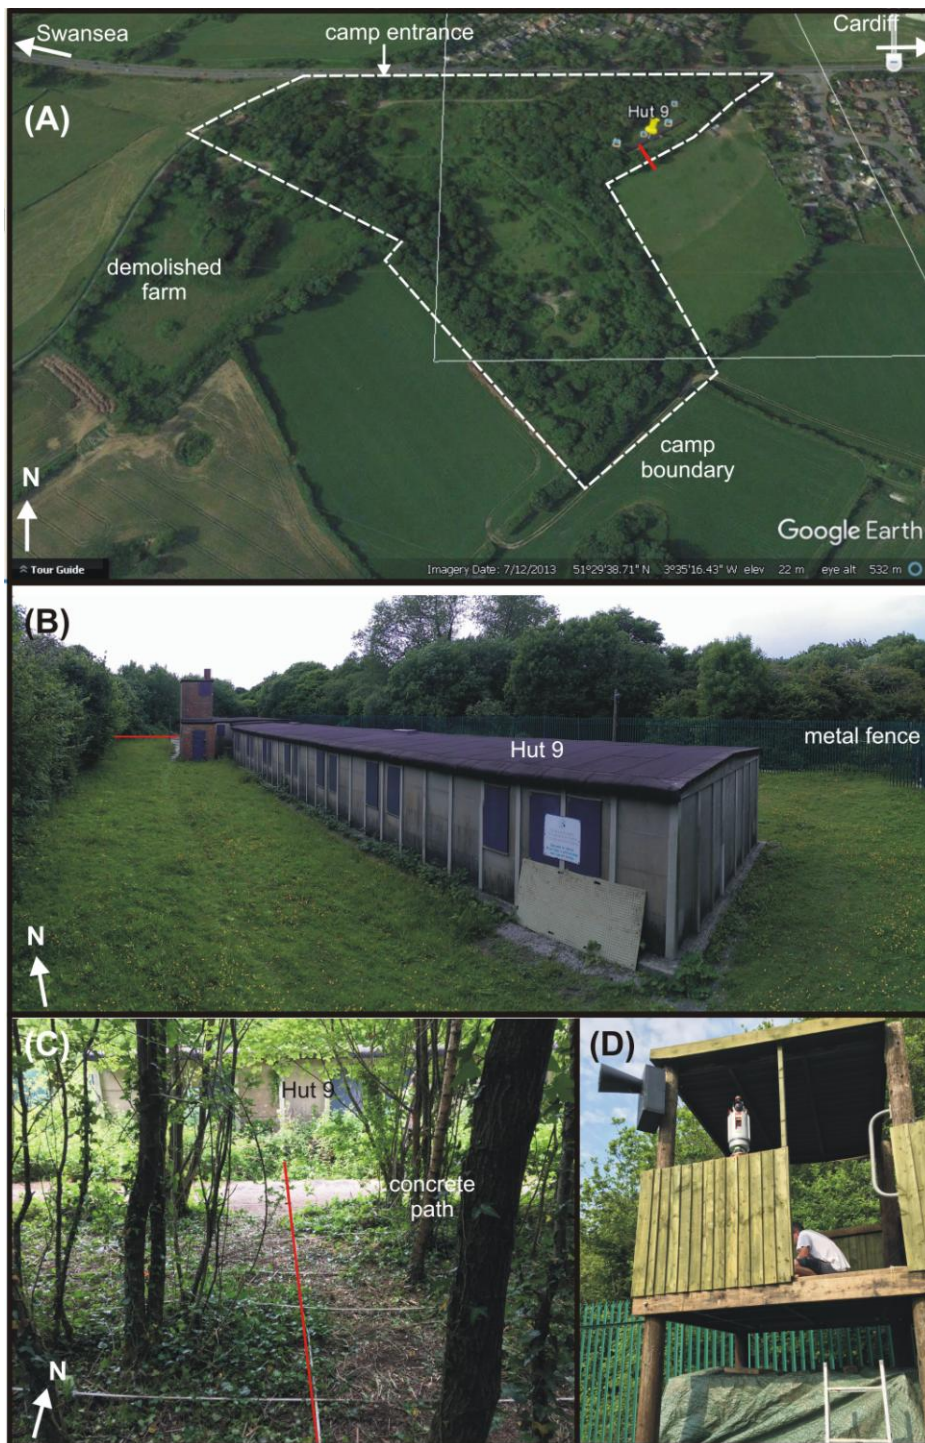 Swansea
camp entrance
Cardiff
(A)
Hut 9
demolished
farm
N
camp
boundary
Google Earth
Tour Guide
Imagery Date: 7/12/2013 51°29'38.71" N 3°35'16.43" W elev 22 m eye alt 532 m
(B)
Hut 9
metal fence
N
(C)
Hut 9
concrete
path
N
(D)